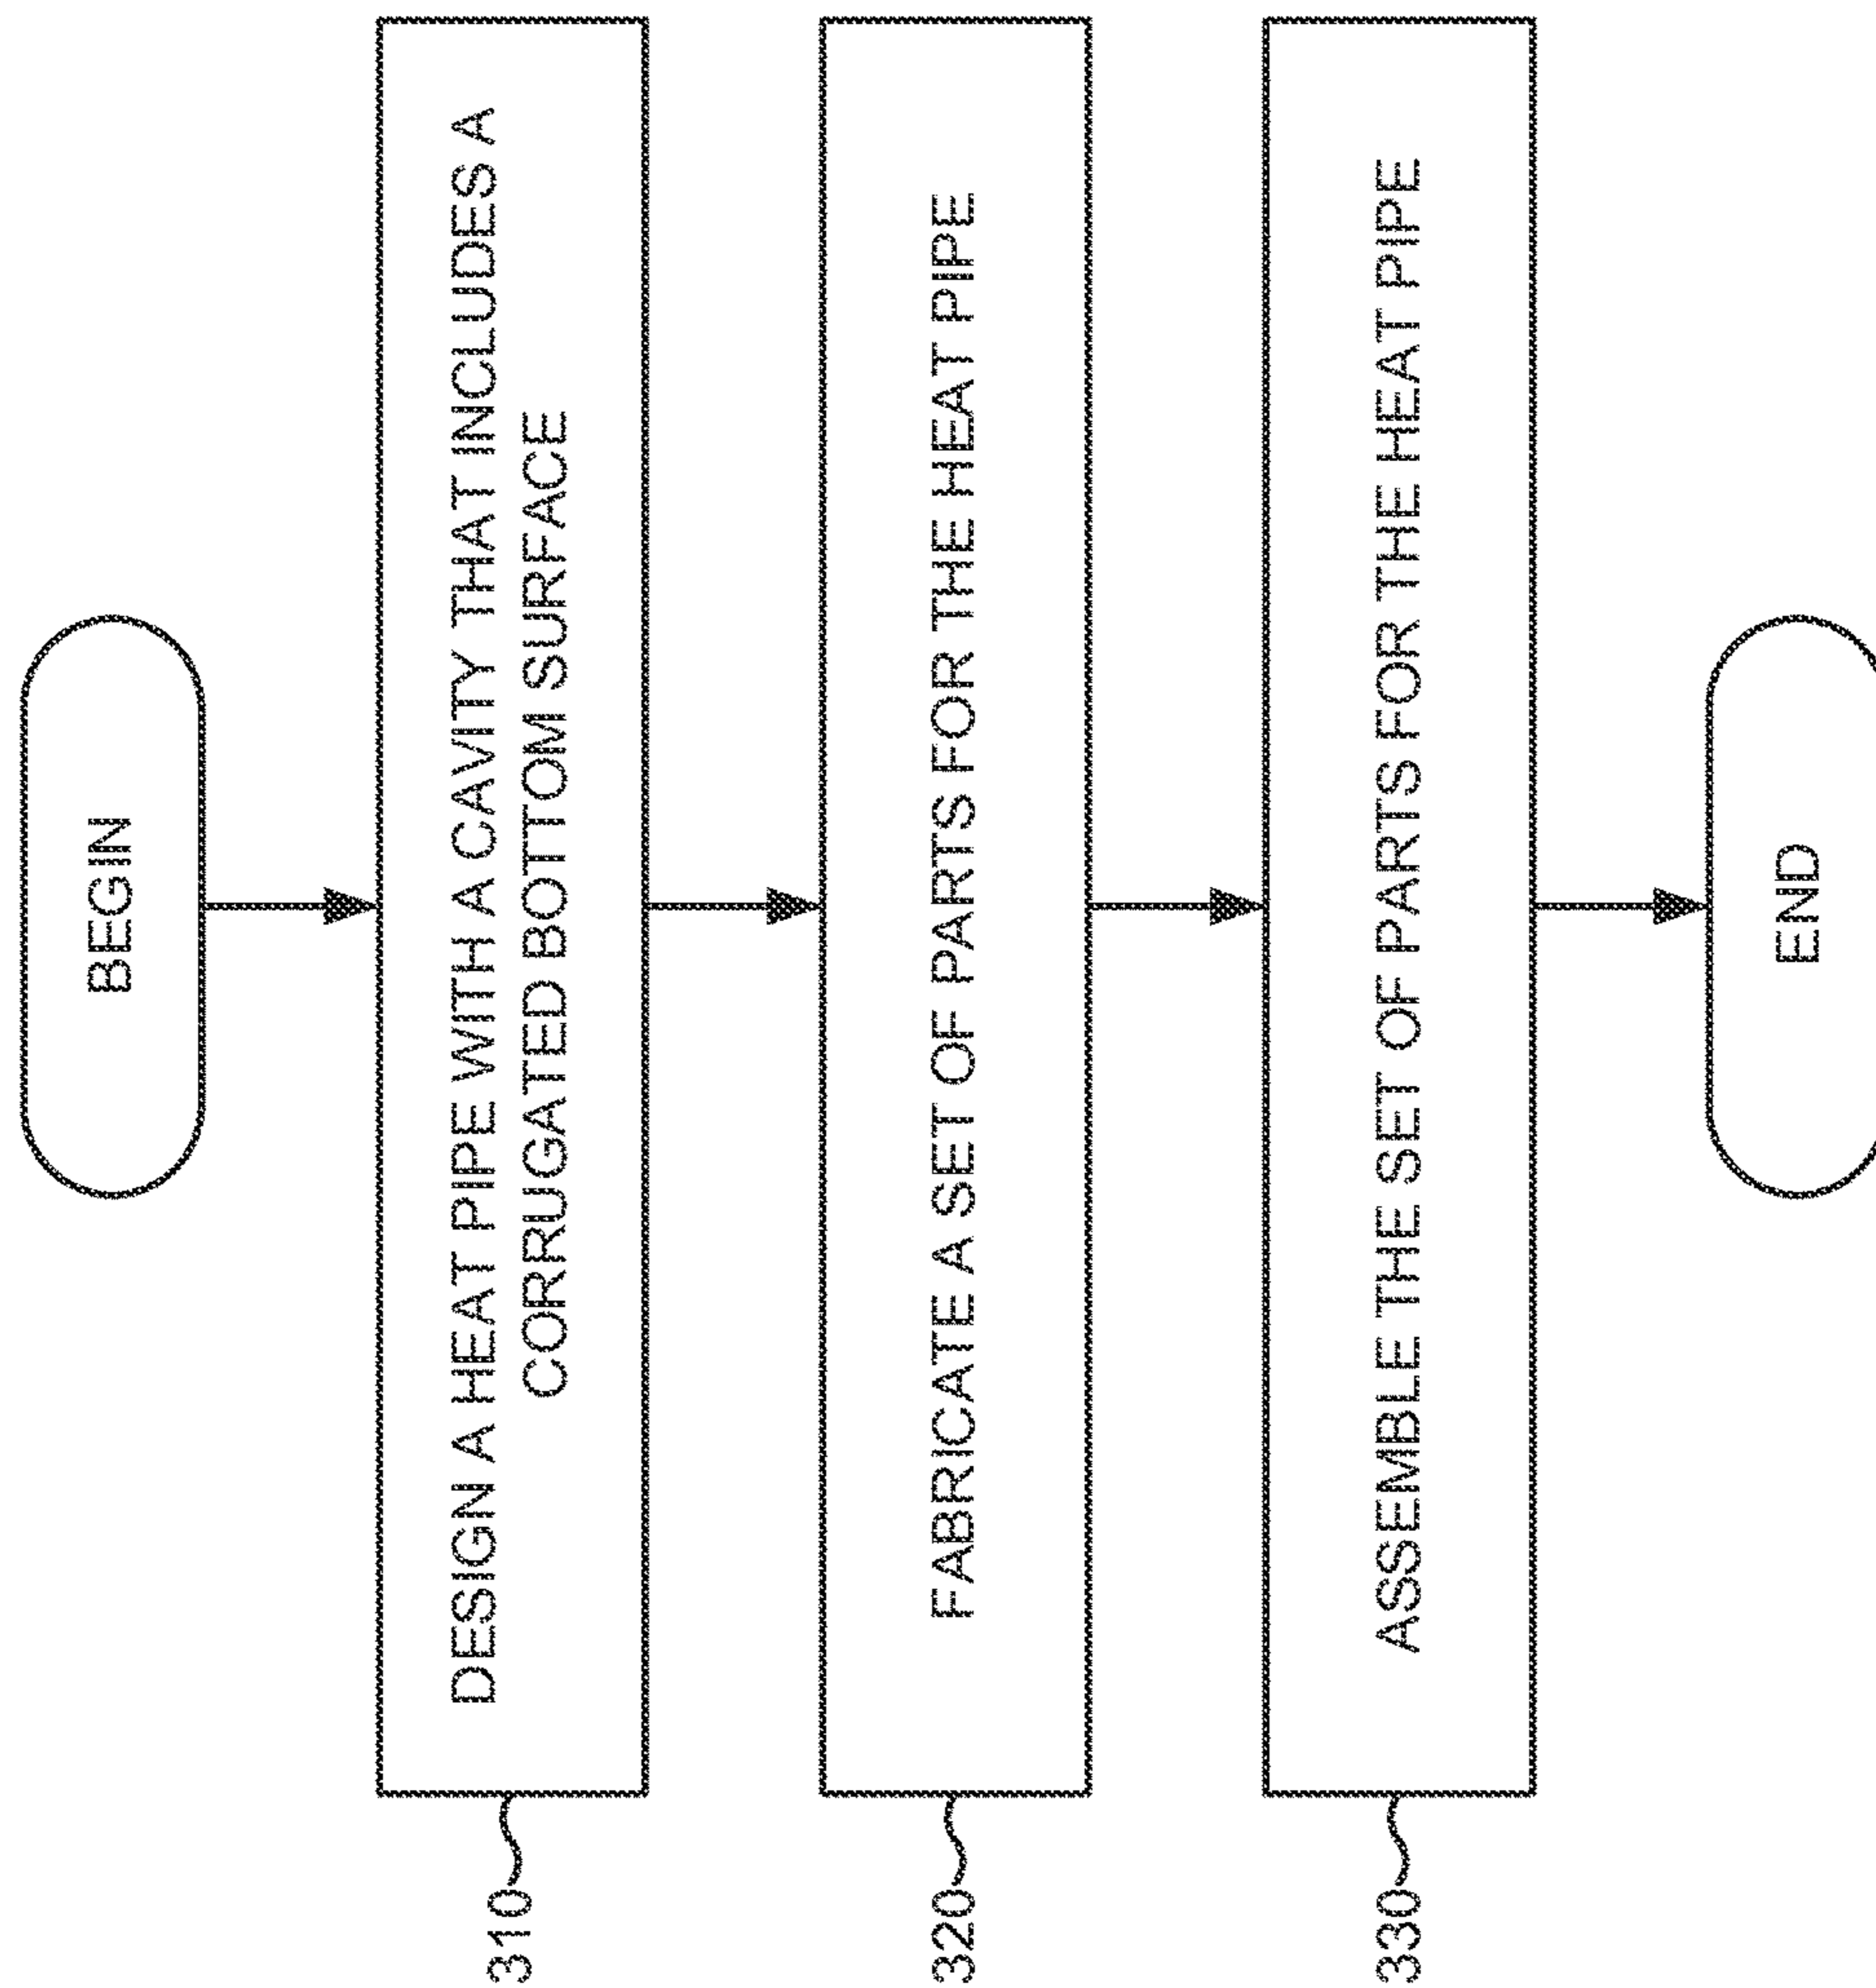 BEGIN
310
DESIGN A HEAT PIPE WITH A CAVITY THAT INCLUDES A
CORRUGATED BOTTOM SURFACE
320
FABRICATE A SET OF PARTS FOR THE HEAT PIPE
330
ASSEMBLE THE SET OF PARTS FOR THE HEAT PIPE
END